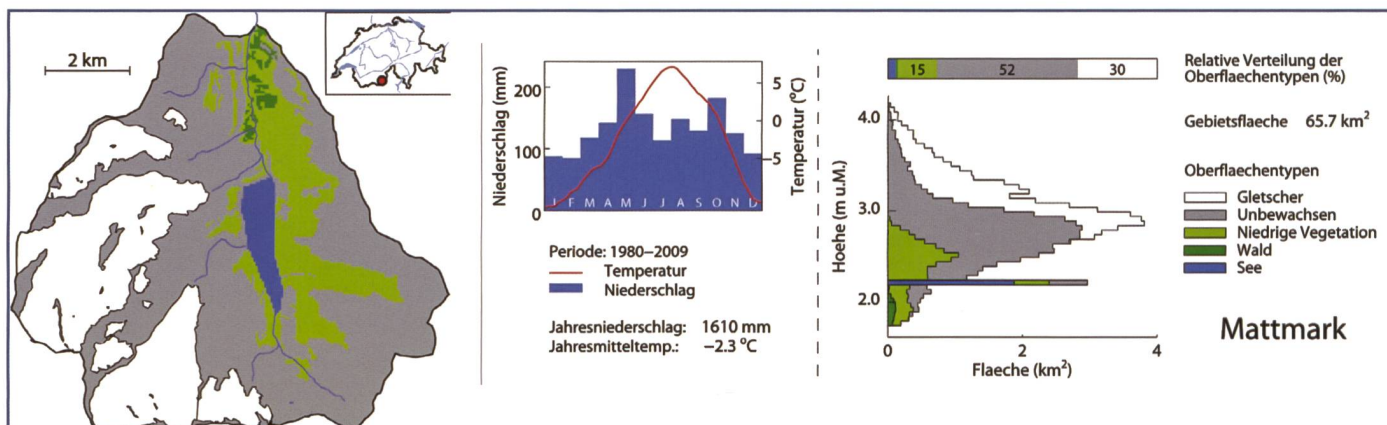 2 km
Niederschlag (mm)
200
100
0
J F M A M J J A S O N D
5
0
−5
Temperatur (°C)
Periode: 1980–2009
Temperatur
Niederschlag
Jahresniederschlag: 1610 mm
Jahresmitteltemp.: −2.3 °C
15 52 30
Relative Verteilung der
Oberflaechentypen (%)
Gebietsflaeche 65.7 km²
Hoehe (m u.M.)
4.0
3.0
2.0
0 2 4
Flaeche (km²)
Oberflaechentypen
Gletscher
Unbewachsen
Niedrige Vegetation
Wald
See
Mattmark